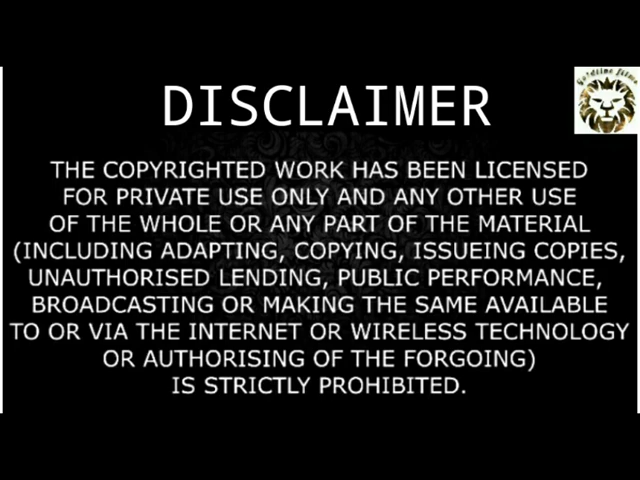 Goldline films
DISCLAIMER
THE COPYRIGHTED WORK HAS BEEN LICENSED
FOR PRIVATE USE ONLY AND ANY OTHER USE
OF THE WHOLE OR ANY PART OF THE MATERIAL
(INCLUDING ADAPTING, COPYING, ISSUEING COPIES,
UNAUTHORISED LENDING, PUBLIC PERFORMANCE,
BROADCASTING OR MAKING THE SAME AVAILABLE
TO OR VIA THE INTERNET OR WIRELESS TECHNOLOGY
OR AUTHORISING OF THE FORGOING)
IS STRICTLY PROHIBITED.